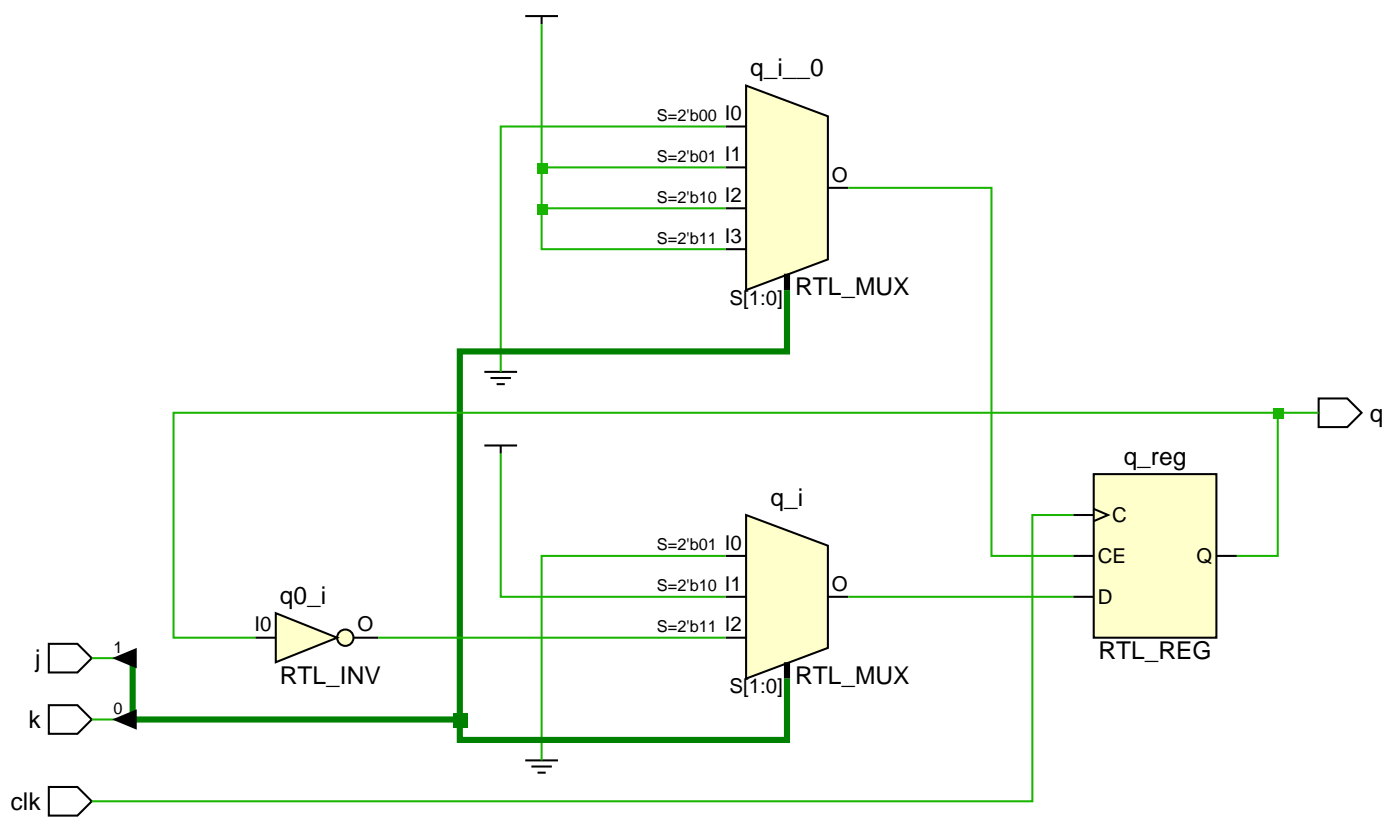 q_i__0
S=2'b00 I0
S=2'b01 I1
S=2'b10 I2
S=2'b11 I3
O
S[1:0]
RTL_MUX
q
q_reg
C
CE
D
Q
RTL_REG
q_i
S=2'b01 I0
S=2'b10 I1
S=2'b11 I2
O
S[1:0]
RTL_MUX
q0_i
I0
O
RTL_INV
j
1
k
0
clk